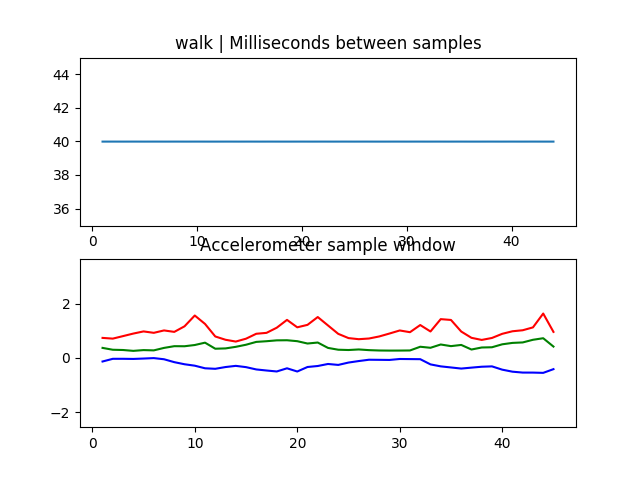 walk | Milliseconds between samples
44
42
40
38
36
0 10 20 30 40
Accelerometer sample window
2
0
−2
0 10 20 30 40